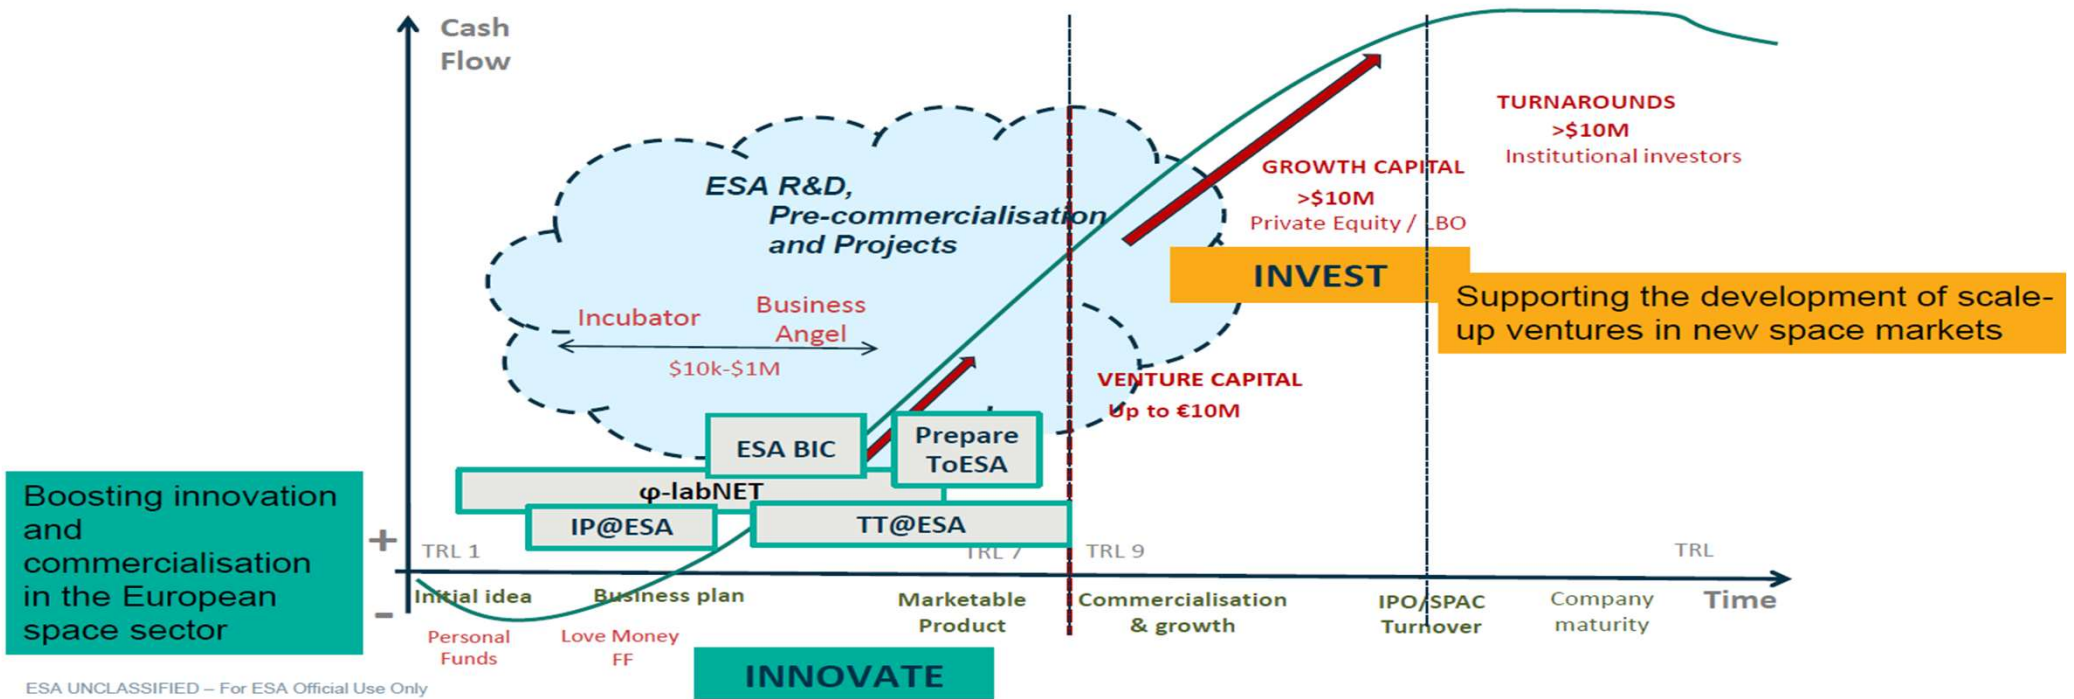 Cash
Flow
ESA R&D,
Pre-commercialisation
and Projects
Incubator
Business
Angel
$10k-$1M
TURNAROUNDS
>$10M
Institutional investors
GROWTH CAPITAL
>$10M
Private Equity / LBO
INVEST
Supporting the development of scale-
up ventures in new space markets
VENTURE CAPITAL
Up to €10M
ESA BIC
Prepare
ToESA
φ-labNET
IP@ESA
TT@ESA
Boosting innovation
and
commercialisation
in the European
space sector
+
-
TRL 1
TRL 7
TRL 9
TRL
Initial idea
Business plan
Marketable
Product
Commercialisation
& growth
IPO/SPAC
Turnover
Company
maturity
Time
Personal
Funds
Love Money
FF
INNOVATE
ESA UNCLASSIFIED – For ESA Official Use Only